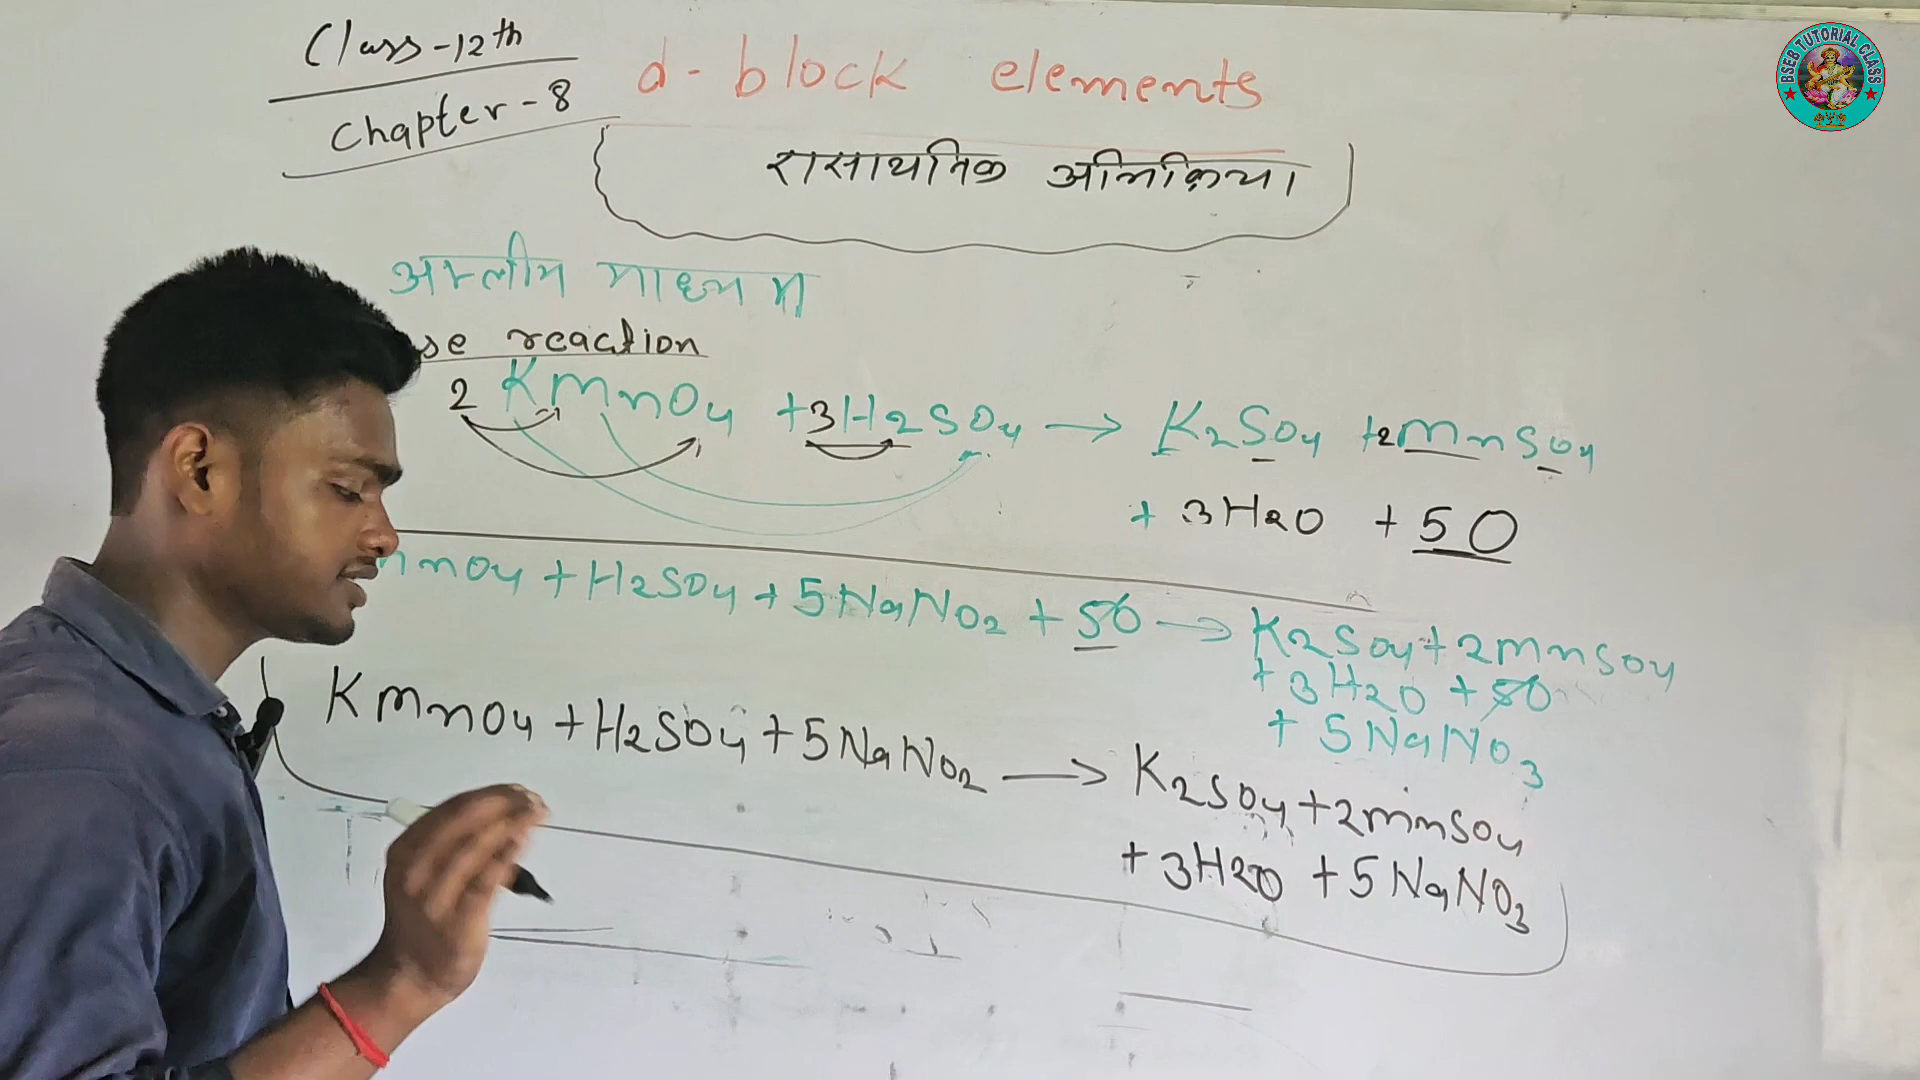 Class-12th
Chapter-8
d-block elements
रासायनिक अभिक्रिया
अम्लीय माध्यम में
reaction
2 KMnO4 + 3H2SO4 → K2SO4 + 2MnSO4
+ 3H2O + 5O
mnO4 + H2SO4 + 5NaNO2 + 5O → K2SO4 + 2MnSO4
+ 3H2O + 5O
+ 5NaNO3
KMnO4 + H2SO4 + 5NaNO2 → K2SO4 + 2MnSO4
+ 3H2O + 5NaNO3
BSEB TUTORIAL CLASS